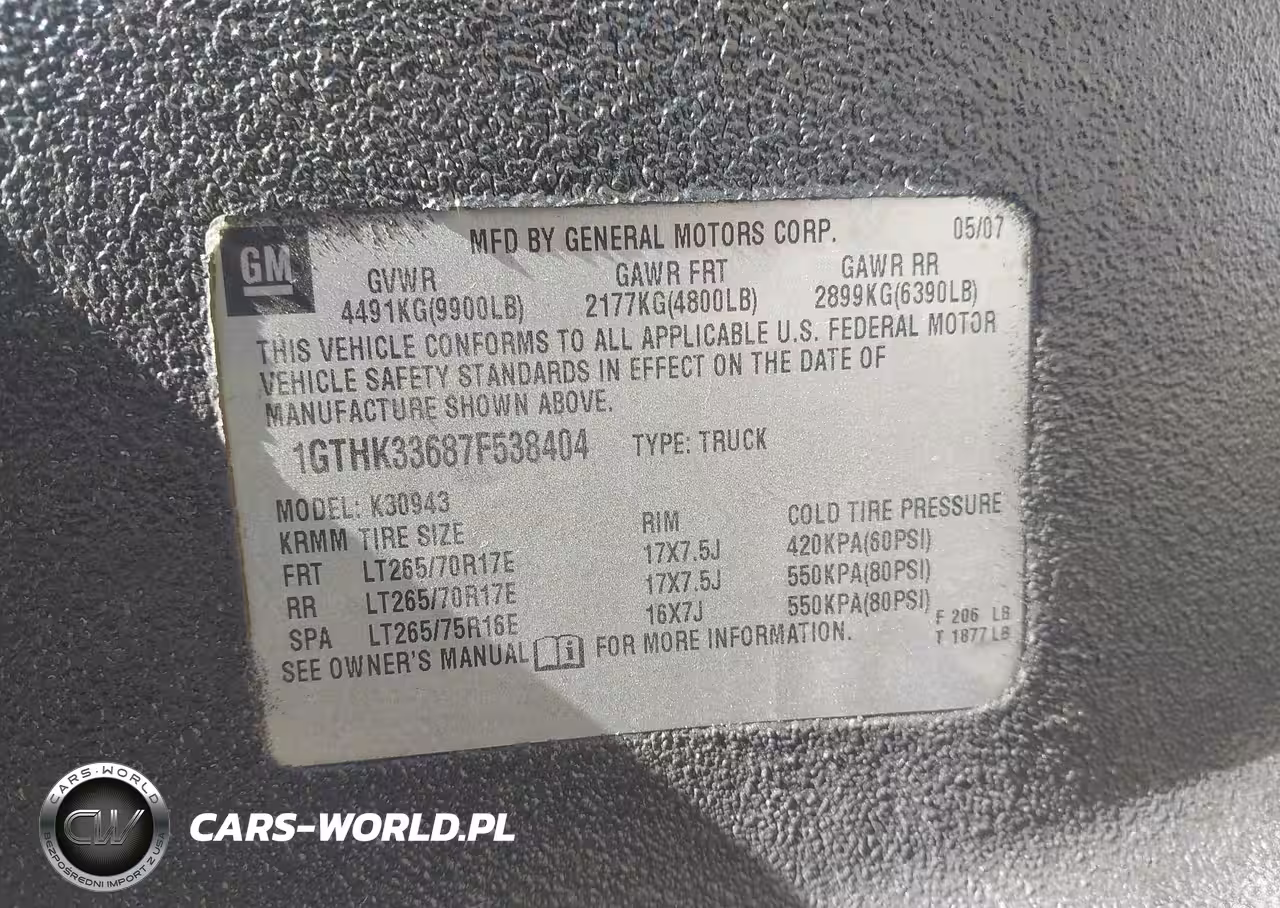 GM
MFD BY GENERAL MOTORS CORP. 05/07
GVWR GAWR FRT GAWR RR
4491KG(9900LB) 2177KG(4800LB) 2899KG(6390LB)
THIS VEHICLE CONFORMS TO ALL APPLICABLE U.S. FEDERAL MOTOR
VEHICLE SAFETY STANDARDS IN EFFECT ON THE DATE OF
MANUFACTURE SHOWN ABOVE.
1GTHK33687F538404 TYPE: TRUCK
MODEL: K30943
KRMM TIRE SIZE RIM COLD TIRE PRESSURE
FRT LT265/70R17E 17X7.5J 420KPA(60PSI)
RR LT265/70R17E 17X7.5J 550KPA(80PSI)
SPA LT265/75R16E 16X7J 550KPA(80PSI)
F 206 LB
T 1877 LB
SEE OWNER'S MANUAL FOR MORE INFORMATION.
CARS-WORLD
CW
BEZPOŚREDNI IMPORT Z USA
CARS-WORLD.PL